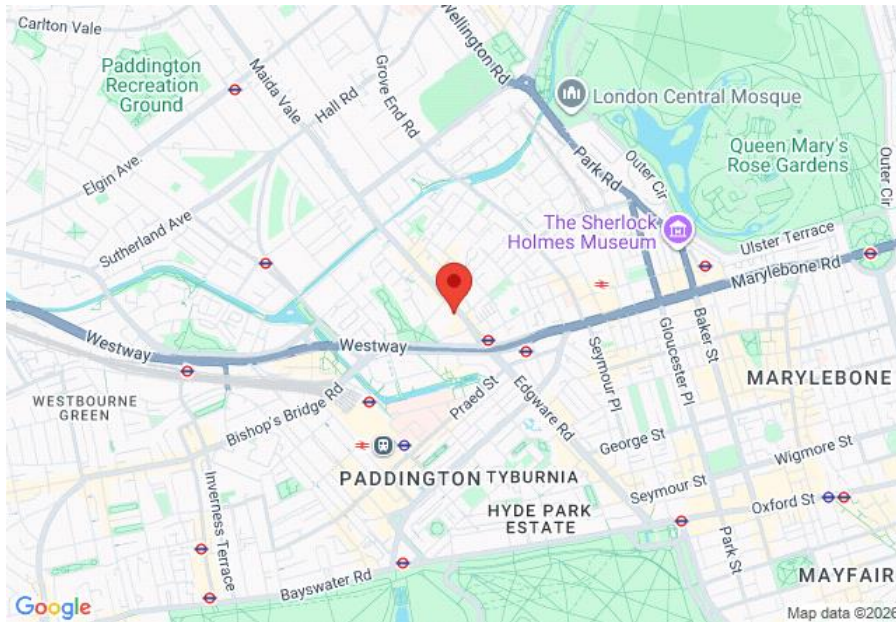 Carlton Vale
Paddington
Recreation
Ground
Maida Vale
Hall Rd
Grove End Rd
Wellington Rd
London Central Mosque
Queen Mary's
Rose Gardens
Outer Cir
Park Rd
Outer Cir
Elgin Ave.
Sutherland Ave
The Sherlock
Holmes Museum
Ulster Terrace
Marylebone Rd
Westway
Westway
Seymour Pl
Gloucester Pl
Baker St
MARYLEBONE
WESTBOURNE
GREEN
Bishop's Bridge Rd
Praed St
Edgware Rd
George St
Wigmore St
PADDINGTON
TYBURNIA
Seymour St
Oxford St
HYDE PARK
ESTATE
Inverness Terrace
Park St
Bayswater Rd
MAYFAIR
Google
Map data ©2026